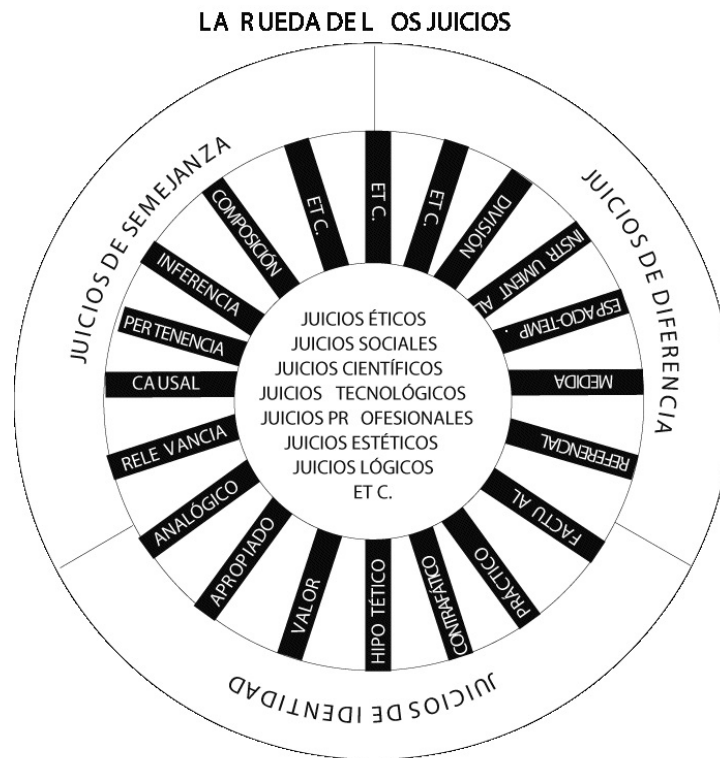 LA RUEDA DE LOS JUICIOS
JUICIOS DE SEMEJANZA
JUICIOS DE DIFERENCIA
JUICIOS DE IDENTIDAD
ETC.
ETC.
DIVISIÓN
INSTRUMENTAL
ESPACIO-TEMP.
MEDIDA
REFERENCIAL
FACTUAL
PRÁCTICO
CONTRAFÁTICO
HIPOTÉTICO
VALOR
APROPIADO
ANALÓGICO
RELEVANCIA
CAUSAL
PERTENENCIA
INFERENCIA
COMPOSICIÓN
ETC.
JUICIOS ÉTICOS
JUICIOS SOCIALES
JUICIOS CIENTÍFICOS
JUICIOS TECNOLÓGICOS
JUICIOS PROFESIONALES
JUICIOS ESTÉTICOS
JUICIOS LÓGICOS
ETC.